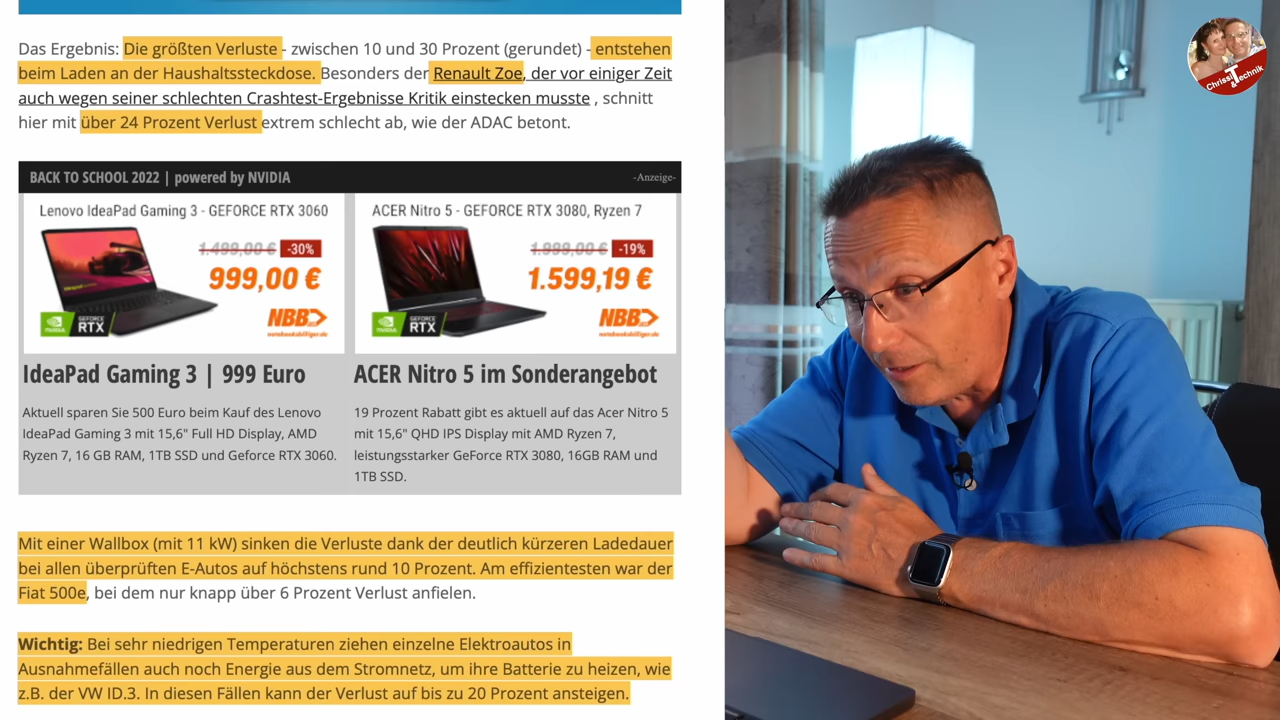 Das Ergebnis: Die größten Verluste - zwischen 10 und 30 Prozent (gerundet) - entstehen
beim Laden an der Haushaltssteckdose. Besonders der Renault Zoe, der vor einiger Zeit
auch wegen seiner schlechten Crashtest-Ergebnisse Kritik einstecken musste , schnitt
hier mit über 24 Prozent Verlust extrem schlecht ab, wie der ADAC betont.
BACK TO SCHOOL 2022 | powered by NVIDIA
-Anzeige-
Lenovo IdeaPad Gaming 3 - GEFORCE RTX 3060
1.499,00 € -30%
999,00 €
NVIDIA GEFORCE RTX
NBB
notebooksbilliger.de
IdeaPad Gaming 3 | 999 Euro
Aktuell sparen Sie 500 Euro beim Kauf des Lenovo
IdeaPad Gaming 3 mit 15,6" Full HD Display, AMD
Ryzen 7, 16 GB RAM, 1TB SSD und Geforce RTX 3060.
ACER Nitro 5 - GEFORCE RTX 3080, Ryzen 7
1.999,00 € -19%
1.599,19 €
NVIDIA GEFORCE RTX
NBB
notebooksbilliger.de
ACER Nitro 5 im Sonderangebot
19 Prozent Rabatt gibt es aktuell auf das Acer Nitro 5
mit 15,6" QHD IPS Display mit AMD Ryzen 7,
leistungsstarker GeForce RTX 3080, 16GB RAM und
1TB SSD.
Mit einer Wallbox (mit 11 kW) sinken die Verluste dank der deutlich kürzeren Ladedauer
bei allen überprüften E-Autos auf höchstens rund 10 Prozent. Am effizientesten war der
Fiat 500e, bei dem nur knapp über 6 Prozent Verlust anfielen.
Wichtig: Bei sehr niedrigen Temperaturen ziehen einzelne Elektroautos in
Ausnahmefällen auch noch Energie aus dem Stromnetz, um ihre Batterie zu heizen, wie
z.B. der VW ID.3. In diesen Fällen kann der Verlust auf bis zu 20 Prozent ansteigen.
Chrissi T & Technik